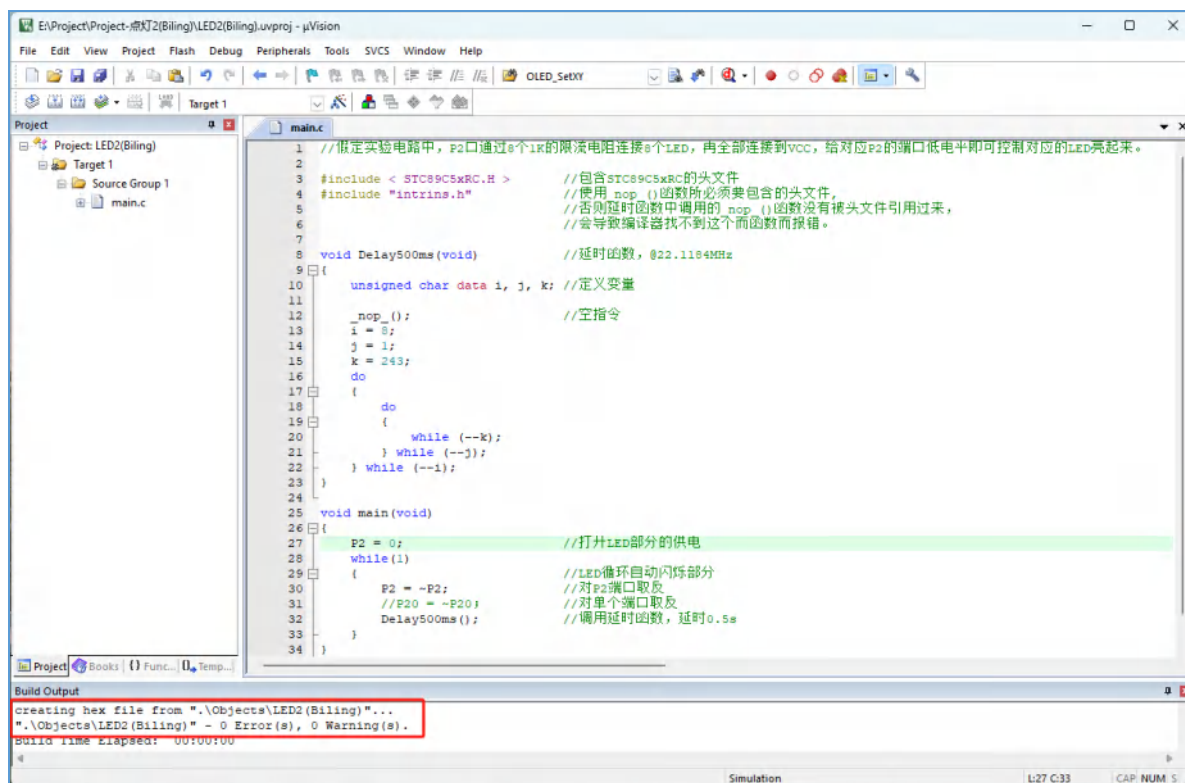 E:\Project\Project-点灯2(Biling)\LED2(Biling).uvproj - µVision
File Edit View Project Flash Debug Peripherals Tools SVCS Window Help
OLED_SetXY
Target 1
Project
main.c
Project: LED2(Biling)
Target 1
Source Group 1
main.c
1 //假定实验电路中，P2口通过8个1K的限流电阻连接8个LED，再全部连接到VCC，给对应P2的端口低电平即可控制对应的LED亮起来。
2
3 #include < STC89C5xRC.H > //包含STC89C5xRC的头文件
4 #include "intrins.h" //使用_nop_()函数所必须要包含的头文件，
5 //否则延时函数中调用的_nop_()函数没有被头文件引用过来，
6 //会导致编译器找不到这个而函数而报错。
7
8 void Delay500ms(void) //延时函数，@22.1184MHz
9 {
10 unsigned char data i, j, k; //定义变量
11
12 _nop_(); //空指令
13 i = 8;
14 j = 1;
15 k = 243;
16 do
17 {
18 do
19 {
20 while (--k);
21 } while (--j);
22 } while (--i);
23 }
24
25 void main(void)
26 {
27 P2 = 0; //打开LED部分的供电
28 while(1)
29 { //LED循环自动闪烁部分
30 P2 = ~P2; //对P2端口取反
31 //P20 = ~P20; //对单个端口取反
32 Delay500ms(); //调用延时函数，延时0.5s
33 }
34 }
Project Books {} Func... Temp...
Build Output
creating hex file from ".\Objects\LED2(Biling)"...
".\Objects\LED2(Biling)" - 0 Error(s), 0 Warning(s).
Build Time Elapsed: 00:00:00
Simulation L:27 C:33 CAP NUM S